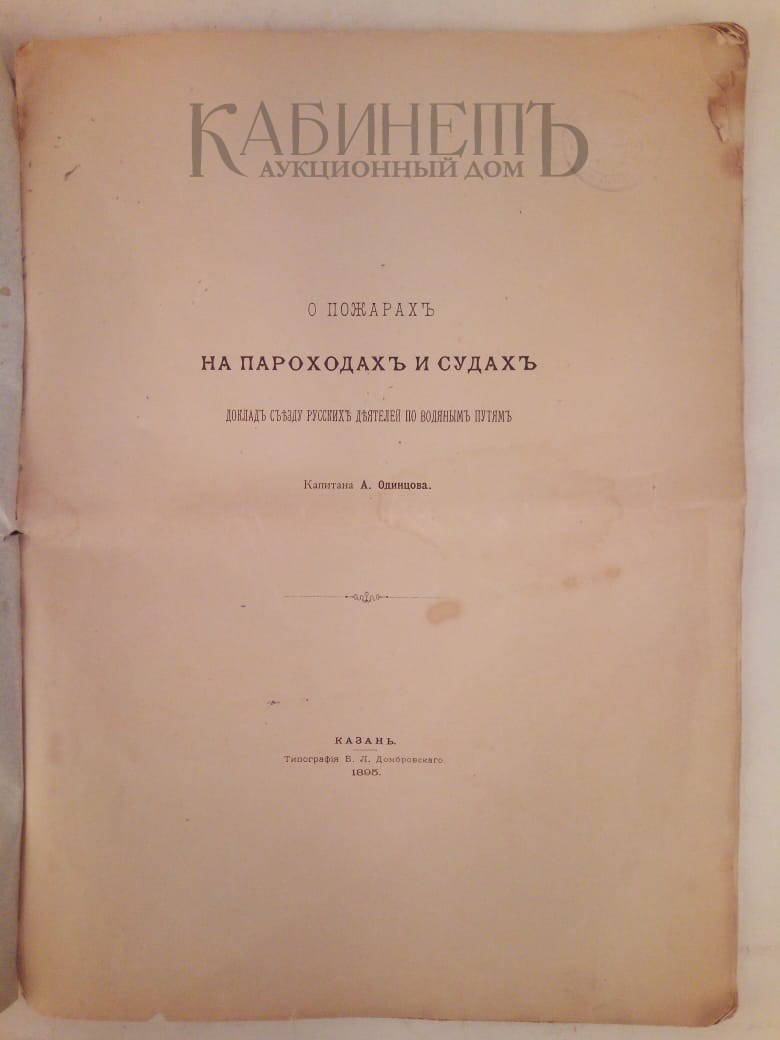 КАБИНЕТЪ
АУКЦИОННЫЙ ДОМ
О ПОЖАРАХЪ
НА ПАРОХОДАХЪ И СУДАХЪ
ДОКЛАДЪ СЪѢЗДУ РУССКИХЪ ДѢЯТЕЛЕЙ ПО ВОДЯНЫМЪ ПУТЯМЪ
Капитана А. Одинцова.
КАЗАНЬ.
Типографія Б. Л. Домбровскаго
1895.